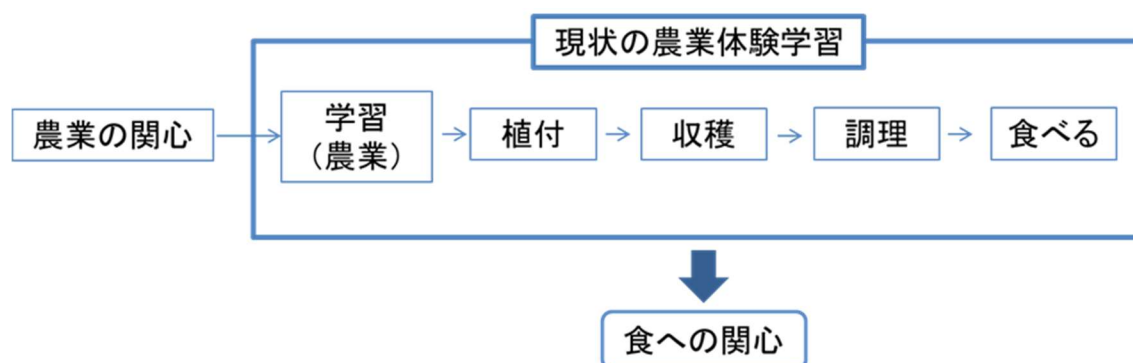 現状の農業体験学習
農業の関心
学習
（農業）
植付
収穫
調理
食べる
食への関心